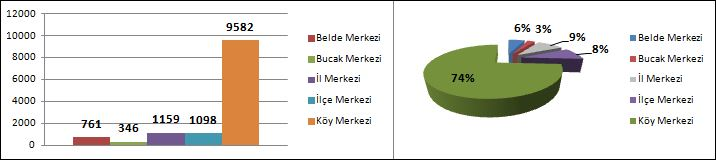 12000
10000
8000
6000
4000
2000
0
761
346
1159
1098
9582
Belde Merkezi
Bucak Merkezi
İl Merkezi
İlçe Merkezi
Köy Merkezi
6%
3%
9%
8%
74%
Belde Merkezi
Bucak Merkezi
İl Merkezi
İlçe Merkezi
Köy Merkezi